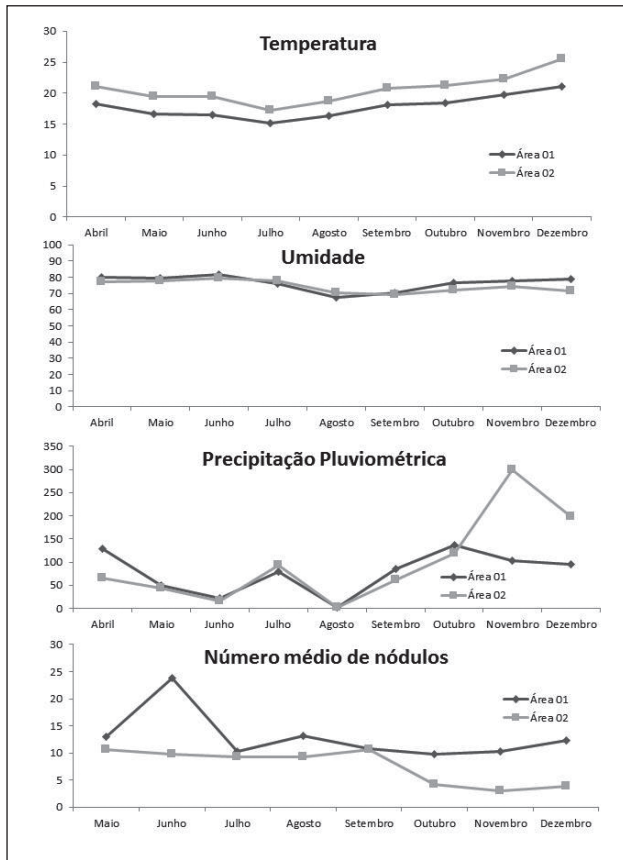 Temperatura
30
25
20
15
10
5
0
Área 01
Área 02
Abril Maio Junho Julho Agosto Setembro Outubro Novembro Dezembro
Umidade
100
90
80
70
60
50
40
30
20
10
0
Área 01
Área 02
Abril Maio Junho Julho Agosto Setembro Outubro Novembro Dezembro
Precipitação Pluviométrica
350
300
250
200
150
100
50
0
Área 01
Área 02
Abril Maio Junho Julho Agosto Setembro Outubro Novembro Dezembro
Número médio de nódulos
30
25
20
15
10
5
0
Área 01
Área 02
Maio Junho Julho Agosto Setembro Outubro Novembro Dezembro